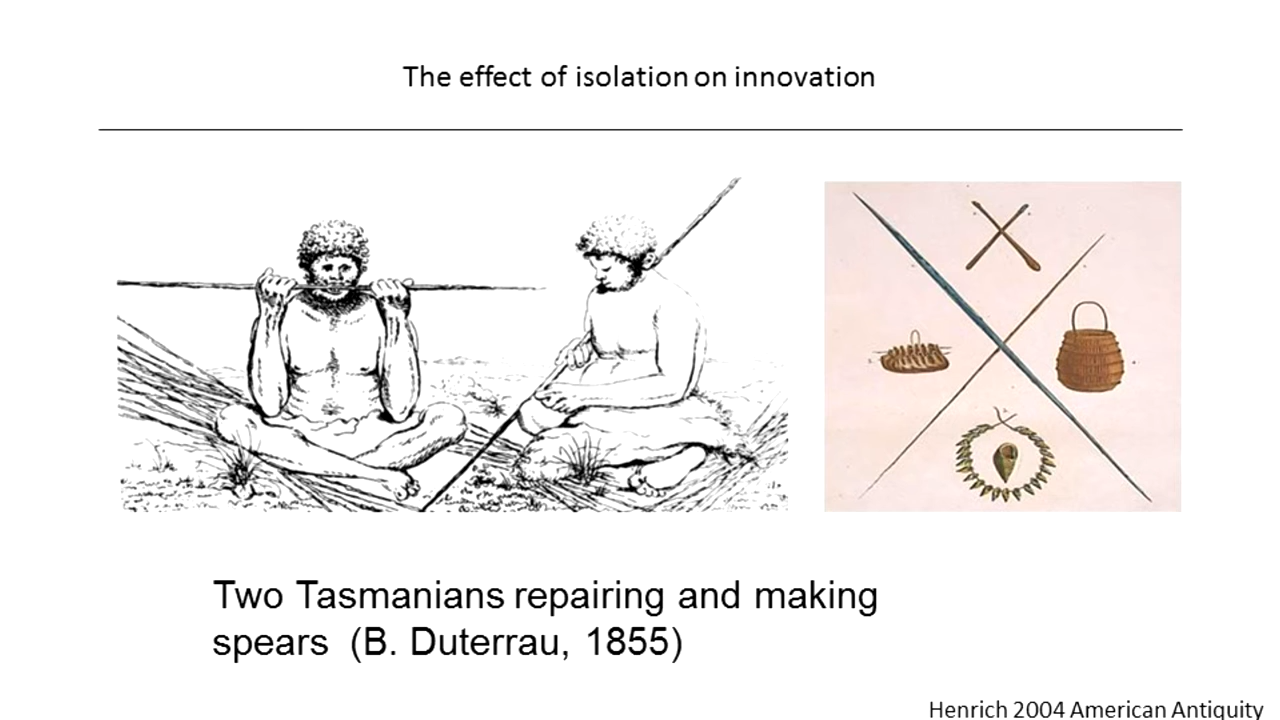 The effect of isolation on innovation
Two Tasmanians repairing and making
spears (B. Duterrau, 1855)
Henrich 2004 American Antiquity